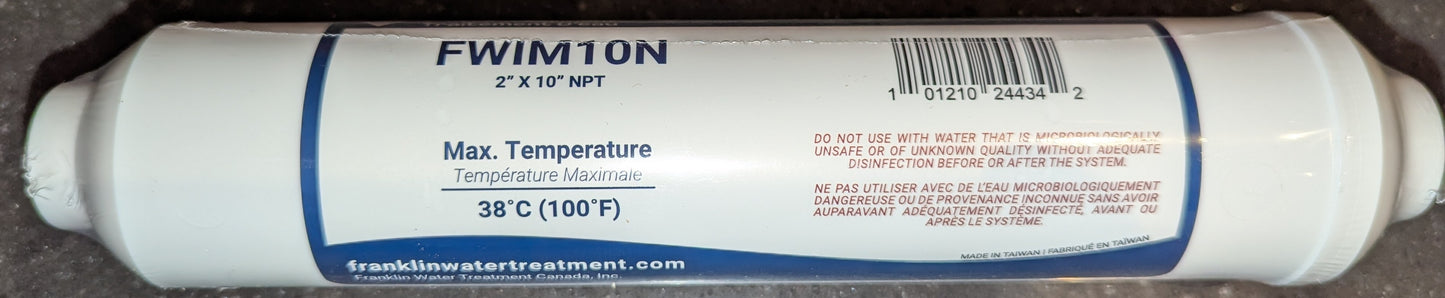 Traitement D'eau
FWIM10N
2” X 10” NPT
Max. Temperature
Température Maximale
38°C (100°F)
franklinwatertreatment.com
Franklin Water Treatment Canada, Inc.
1 01210 24434 2
DO NOT USE WITH WATER THAT IS MICROBIOLOGICALLY
UNSAFE OR OF UNKNOWN QUALITY WITHOUT ADEQUATE
DISINFECTION BEFORE OR AFTER THE SYSTEM.
NE PAS UTILISER AVEC DE L'EAU MICROBIOLOGIQUEMENT
DANGEREUSE OU DE PROVENANCE INCONNUE SANS AVOIR
AUPARAVANT ADÉQUATEMENT DÉSINFECTÉ, AVANT OU
APRÈS LE SYSTÈME.
MADE IN TAIWAN | FABRIQUÉ EN TAÏWAN